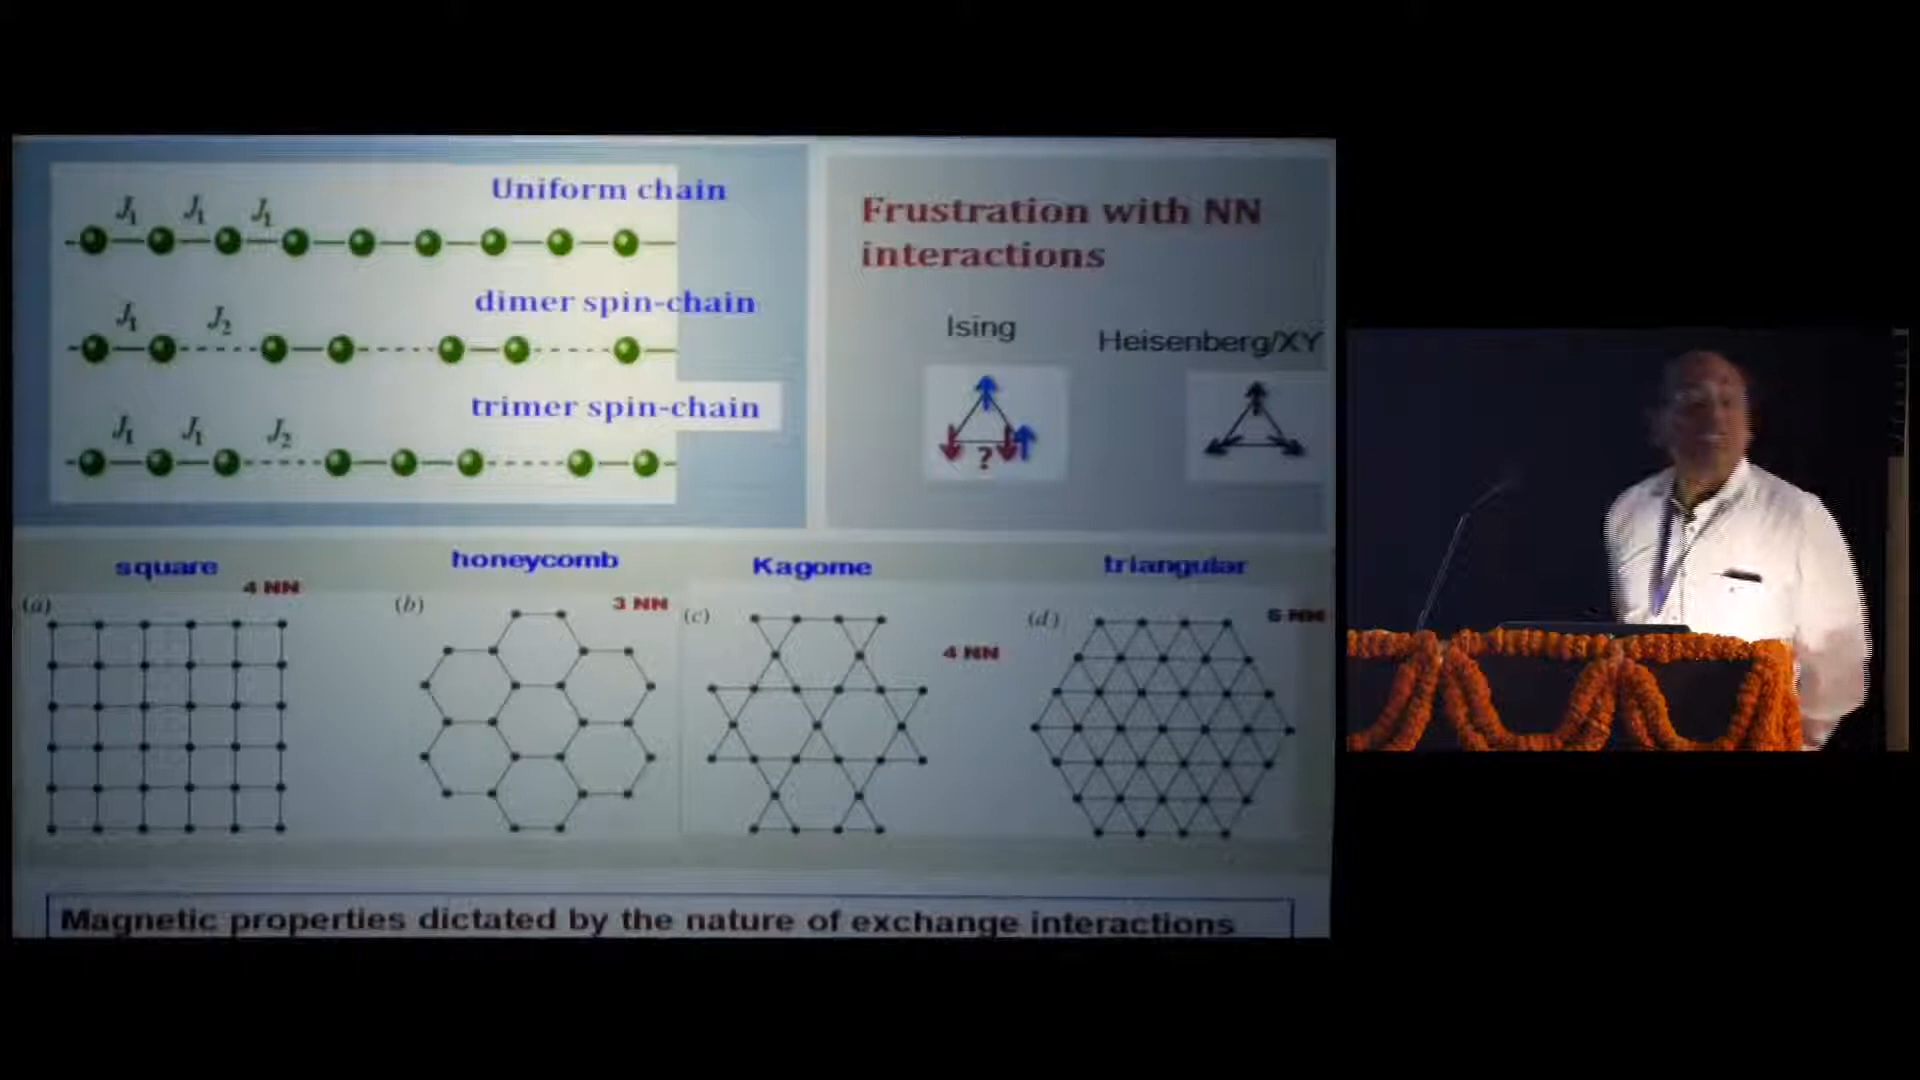 Uniform chain
J₁ J₁ J₁
dimer spin-chain
J₁ J₂
trimer spin-chain
J₁ J₁ J₂
Frustration with NN
interactions
Ising
Heisenberg/XY
?
square
4 NN
(a)
honeycomb
3 NN
(b)
Kagome
(c)
4 NN
triangular
(d)
6 NN
Magnetic properties dictated by the nature of exchange interactions